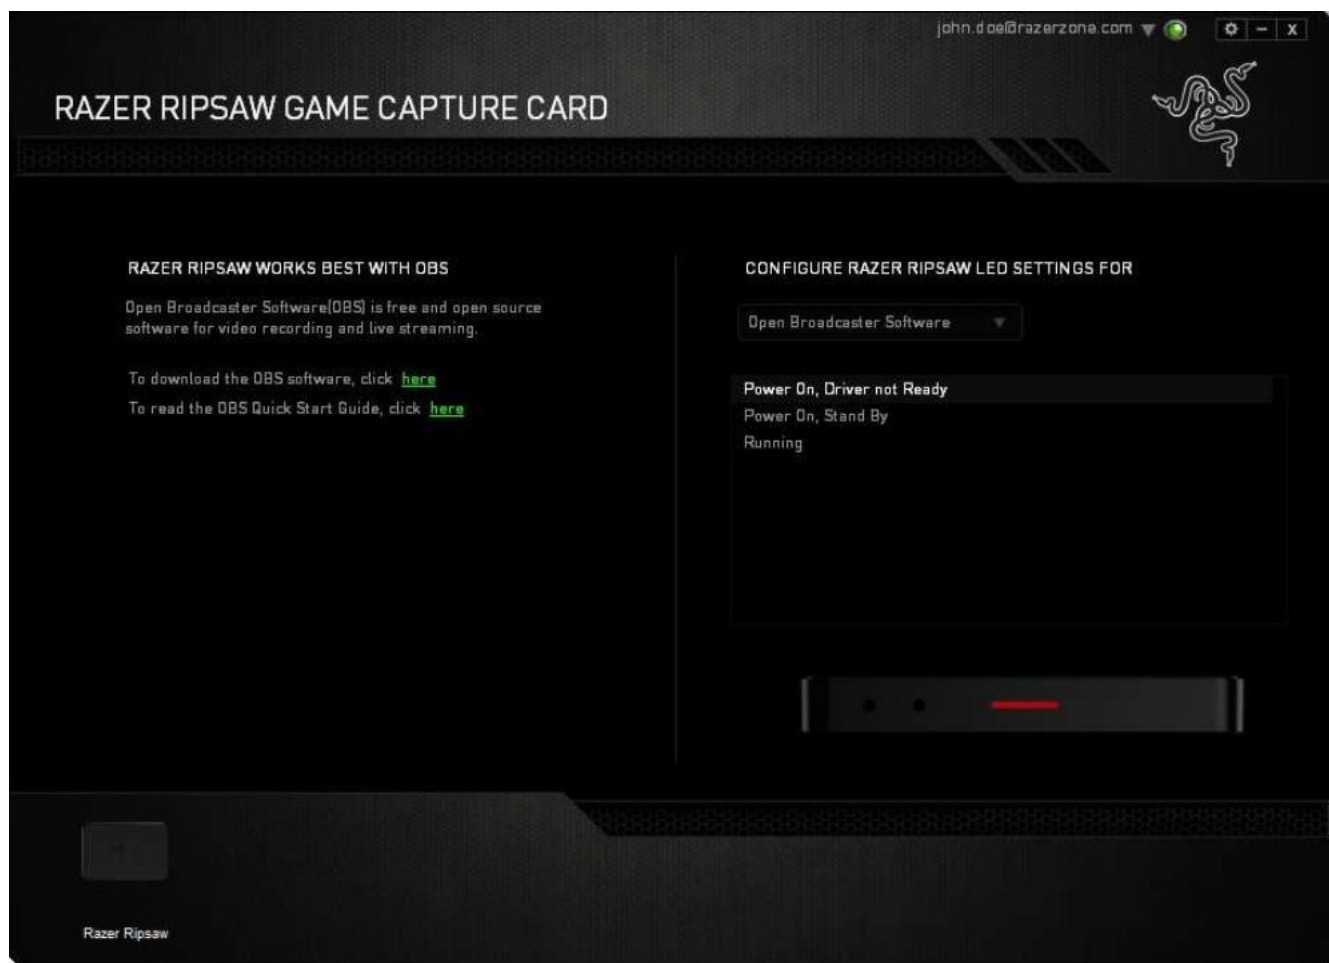 john.doe@razerzone.com
RAZER RIPSAW GAME CAPTURE CARD
RAZER RIPSAW WORKS BEST WITH OBS
Open Broadcaster Software(OBS) is free and open source
software for video recording and live streaming.
To download the OBS software, click here
To read the OBS Quick Start Guide, click here
CONFIGURE RAZER RIPSAW LED SETTINGS FOR
Open Broadcaster Software
Power On, Driver not Ready
Power On, Stand By
Running
Razer Ripsaw